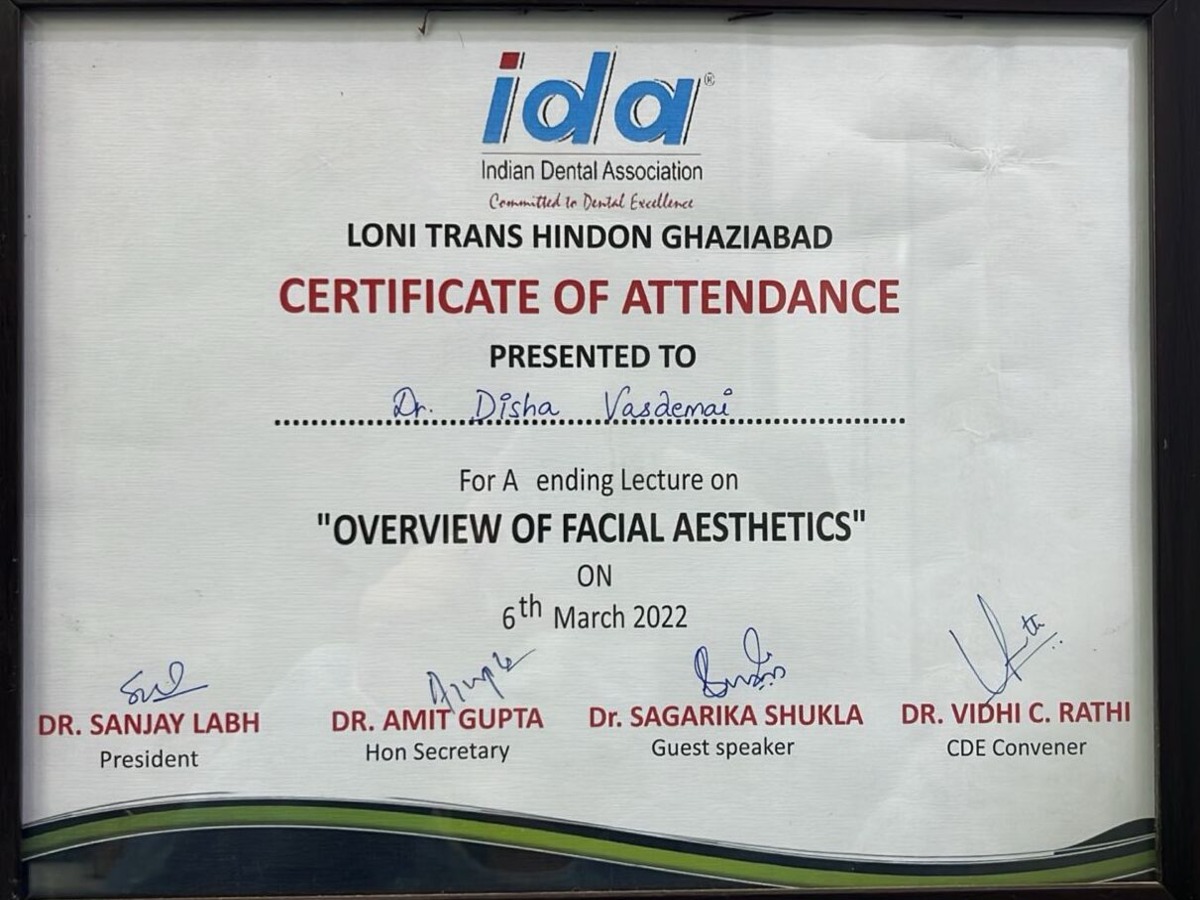 ida®
Indian Dental Association
Committed to Dental Excellence
LONI TRANS HINDON GHAZIABAD
CERTIFICATE OF ATTENDANCE
PRESENTED TO
Dr. Disha Vasdemai
For A ending Lecture on
"OVERVIEW OF FACIAL AESTHETICS"
ON
6th March 2022
DR. SANJAY LABH DR. AMIT GUPTA Dr. SAGARIKA SHUKLA DR. VIDHI C. RATHI
President Hon Secretary Guest speaker CDE Convener